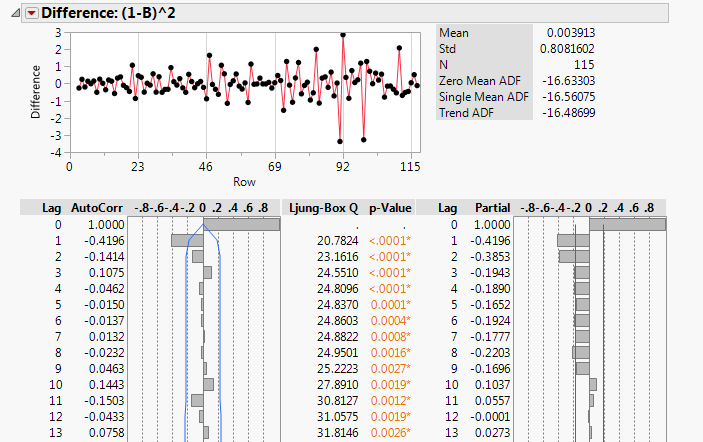 Difference: (1-B)^2
3
2
1
0
-1
-2
-3
-4
Difference
0 23 46 69 92 115
Row
Mean 0.003913
Std 0.8081602
N 115
Zero Mean ADF -16.63303
Single Mean ADF -16.56075
Trend ADF -16.48699
Lag AutoCorr -.8-.6-.4-.2 0 .2 .4 .6 .8 Ljung-Box Q p-Value Lag Partial -.8-.6-.4-.2 0 .2 .4 .6 .8
0 1.0000 . . 0 1.0000
1 -0.4196 20.7824 <.0001* 1 -0.4196
2 -0.1414 23.1616 <.0001* 2 -0.3853
3 0.1075 24.5510 <.0001* 3 -0.1943
4 -0.0462 24.8096 <.0001* 4 -0.1890
5 -0.0150 24.8370 0.0001* 5 -0.1652
6 -0.0137 24.8603 0.0004* 6 -0.1924
7 0.0132 24.8822 0.0008* 7 -0.1777
8 -0.0232 24.9501 0.0016* 8 -0.2203
9 0.0463 25.2223 0.0027* 9 -0.1696
10 0.1443 27.8910 0.0019* 10 0.1037
11 -0.1503 30.8127 0.0012* 11 0.0557
12 -0.0433 31.0575 0.0019* 12 -0.0001
13 0.0758 31.8146 0.0026* 13 0.0273